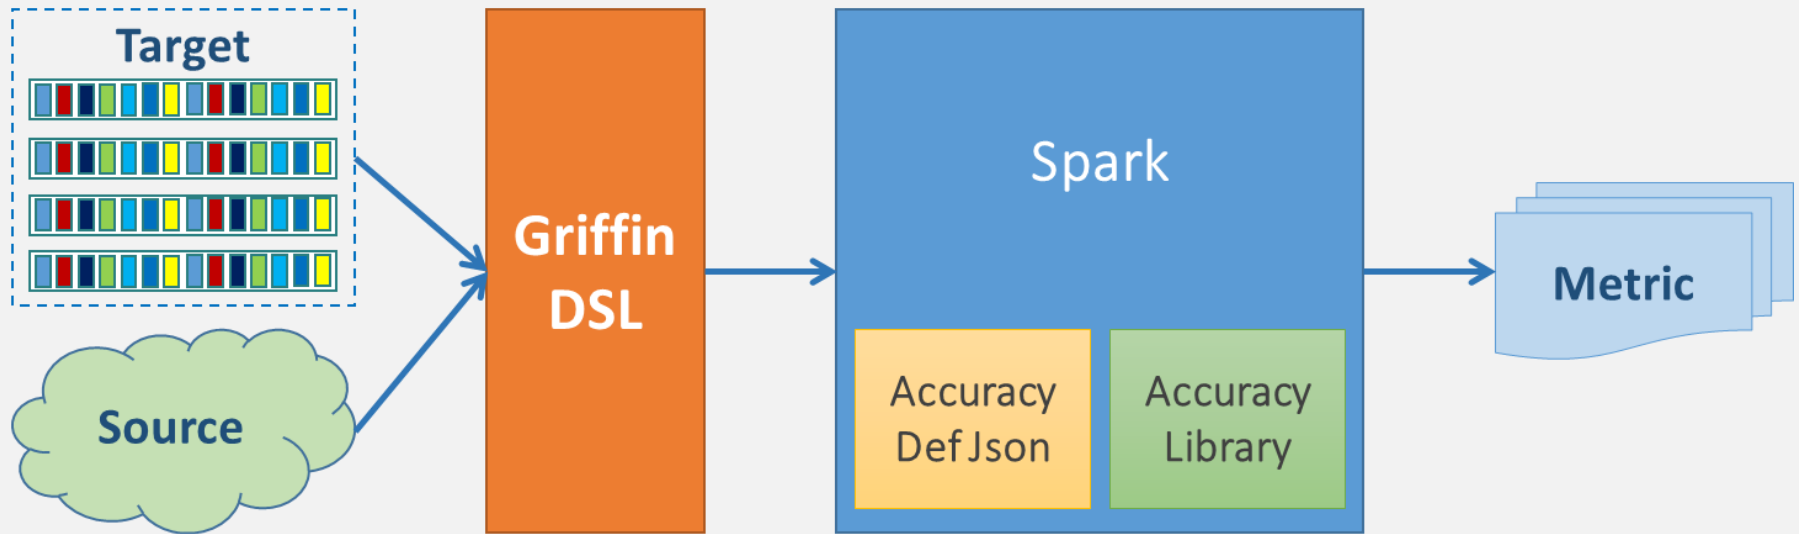 Target
Source
Griffin
DSL
Spark
Accuracy
Def Json
Accuracy
Library
Metric